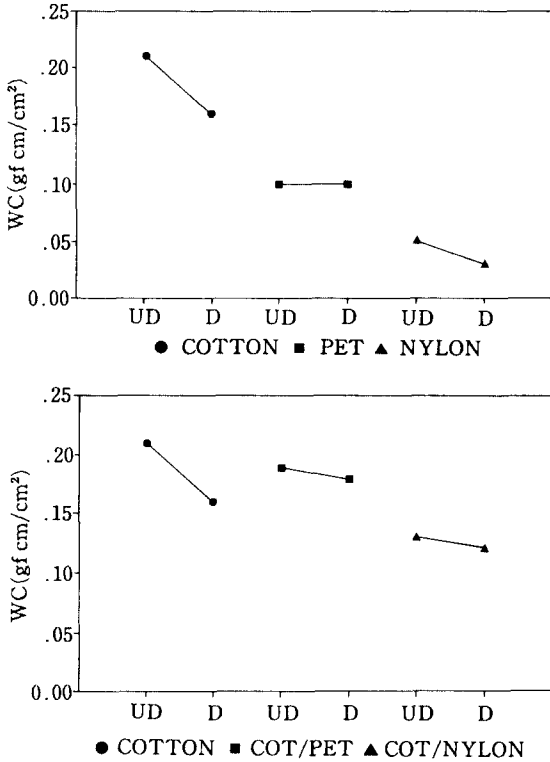 .25
.20
.15
.10
.05
0.00
WC(gf cm/cm²)
UD D UD D UD D
● COTTON ■ PET ▲ NYLON
.25
.20
.15
.10
.05
0.00
WC(gf cm/cm²)
UD D UD D UD D
● COTTON ■ COT/PET ▲ COT/NYLON